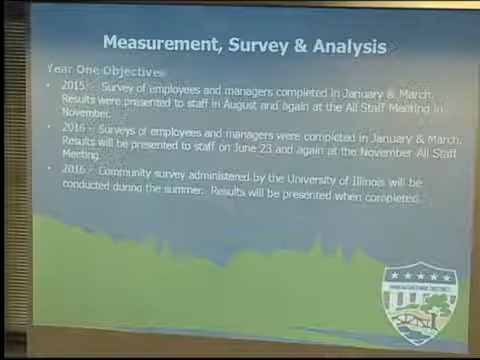 Measurement, Survey & Analysis
Year One Objectives
• 2015 - Survey of employees and managers completed in January & March.
Results were presented to staff in August and again at the All Staff Meeting in
November.
• 2016 - Surveys of employees and managers were completed in January & March.
Results will be presented to staff on June 23 and again at the November All Staff
Meeting.
• 2016 - Community survey administered by the University of Illinois will be
conducted during the summer. Results will be presented when completed.